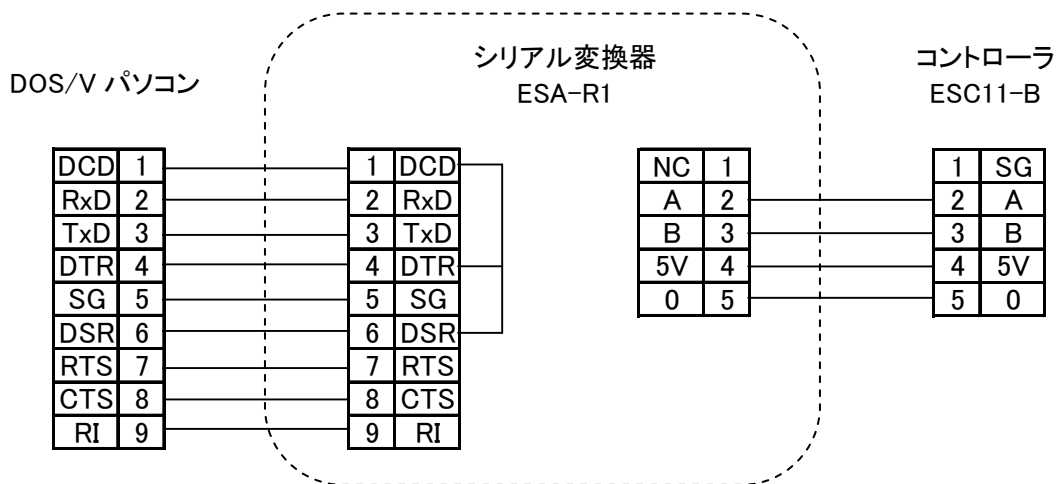 DOS/V パソコン
シリアル変換器
ESA-R1
コントローラ
ESC11-B
DCD 1
RxD 2
TxD 3
DTR 4
SG 5
DSR 6
RTS 7
CTS 8
RI 9
1 DCD
2 RxD
3 TxD
4 DTR
5 SG
6 DSR
7 RTS
8 CTS
9 RI
NC 1
A 2
B 3
5V 4
0 5
1 SG
2 A
3 B
4 5V
5 0